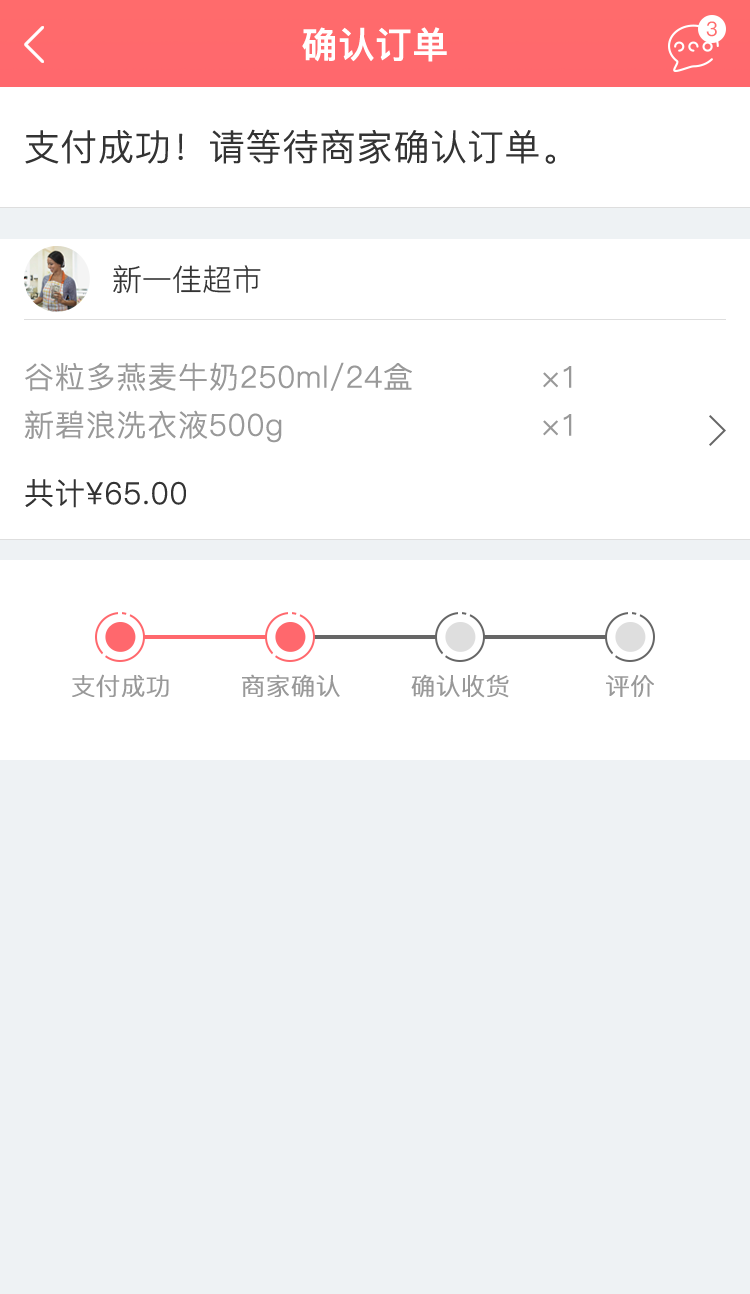 确认订单
3
支付成功！请等待商家确认订单。
新一佳超市
谷粒多燕麦牛奶250ml/24盒 ×1
新碧浪洗衣液500g ×1
共计¥65.00
支付成功 商家确认 确认收货 评价